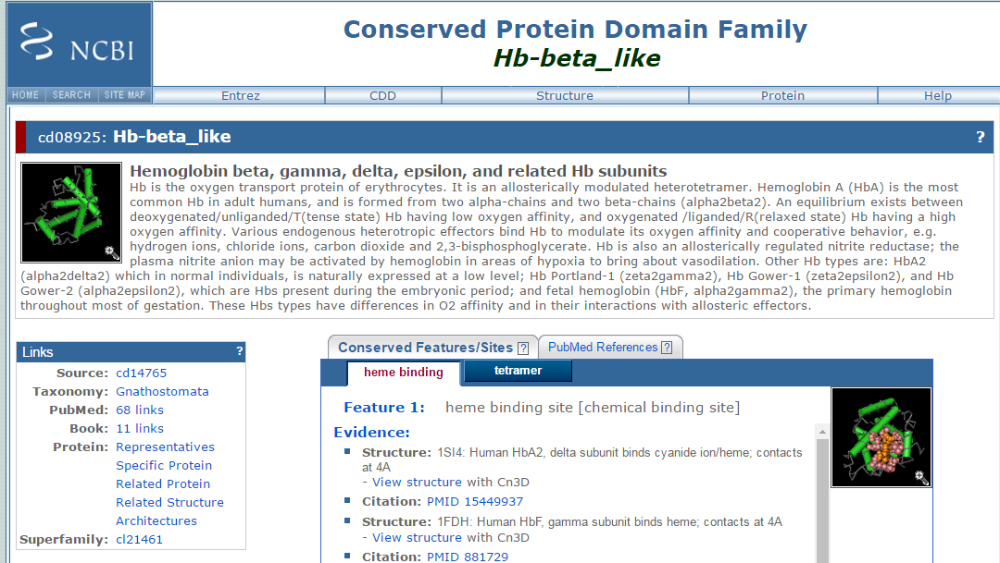 NCBI
HOME SEARCH SITE MAP
Conserved Protein Domain Family
Hb-beta_like
Entrez CDD Structure Protein Help
cd08925: Hb-beta_like ?
Hemoglobin beta, gamma, delta, epsilon, and related Hb subunits
Hb is the oxygen transport protein of erythrocytes. It is an allosterically modulated heterotetramer. Hemoglobin A (HbA) is the most
common Hb in adult humans, and is formed from two alpha-chains and two beta-chains (alpha2beta2). An equilibrium exists between
deoxygenated/unliganded/T(tense state) Hb having low oxygen affinity, and oxygenated /liganded/R(relaxed state) Hb having a high
oxygen affinity. Various endogenous heterotropic effectors bind Hb to modulate its oxygen affinity and cooperative behavior, e.g.
hydrogen ions, chloride ions, carbon dioxide and 2,3-bisphosphoglycerate. Hb is also an allosterically regulated nitrite reductase; the
plasma nitrite anion may be activated by hemoglobin in areas of hypoxia to bring about vasodilation. Other Hb types are: HbA2
(alpha2delta2) which in normal individuals, is naturally expressed at a low level; Hb Portland-1 (zeta2gamma2), Hb Gower-1 (zeta2epsilon2), and Hb
Gower-2 (alpha2epsilon2), which are Hbs present during the embryonic period; and fetal hemoglobin (HbF, alpha2gamma2), the primary hemoglobin
throughout most of gestation. These Hbs types have differences in O2 affinity and in their interactions with allosteric effectors.
Links ?
Source: cd14765
Taxonomy: Gnathostomata
PubMed: 68 links
Book: 11 links
Protein: Representatives
Specific Protein
Related Protein
Related Structure
Architectures
Superfamily: cl21461
Conserved Features/Sites ? PubMed References ?
heme binding tetramer
Feature 1: heme binding site [chemical binding site]
Evidence:
Structure: 1SI4: Human HbA2, delta subunit binds cyanide ion/heme; contacts
at 4A
- View structure with Cn3D
Citation: PMID 15449937
Structure: 1FDH: Human HbF, gamma subunit binds heme; contacts at 4A
- View structure with Cn3D
Citation: PMID 881729